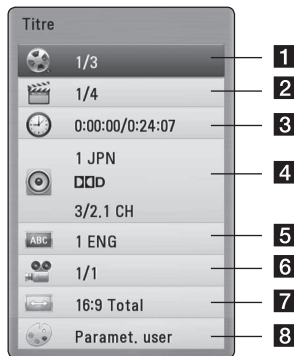 Titre
1/3
1
1/4
2
0:00:00/0:24:07
3
1 JPN
DD D
3/2.1 CH
4
ABC
1 ENG
5
1/1
6
16:9 Total
7
Paramet. user
8